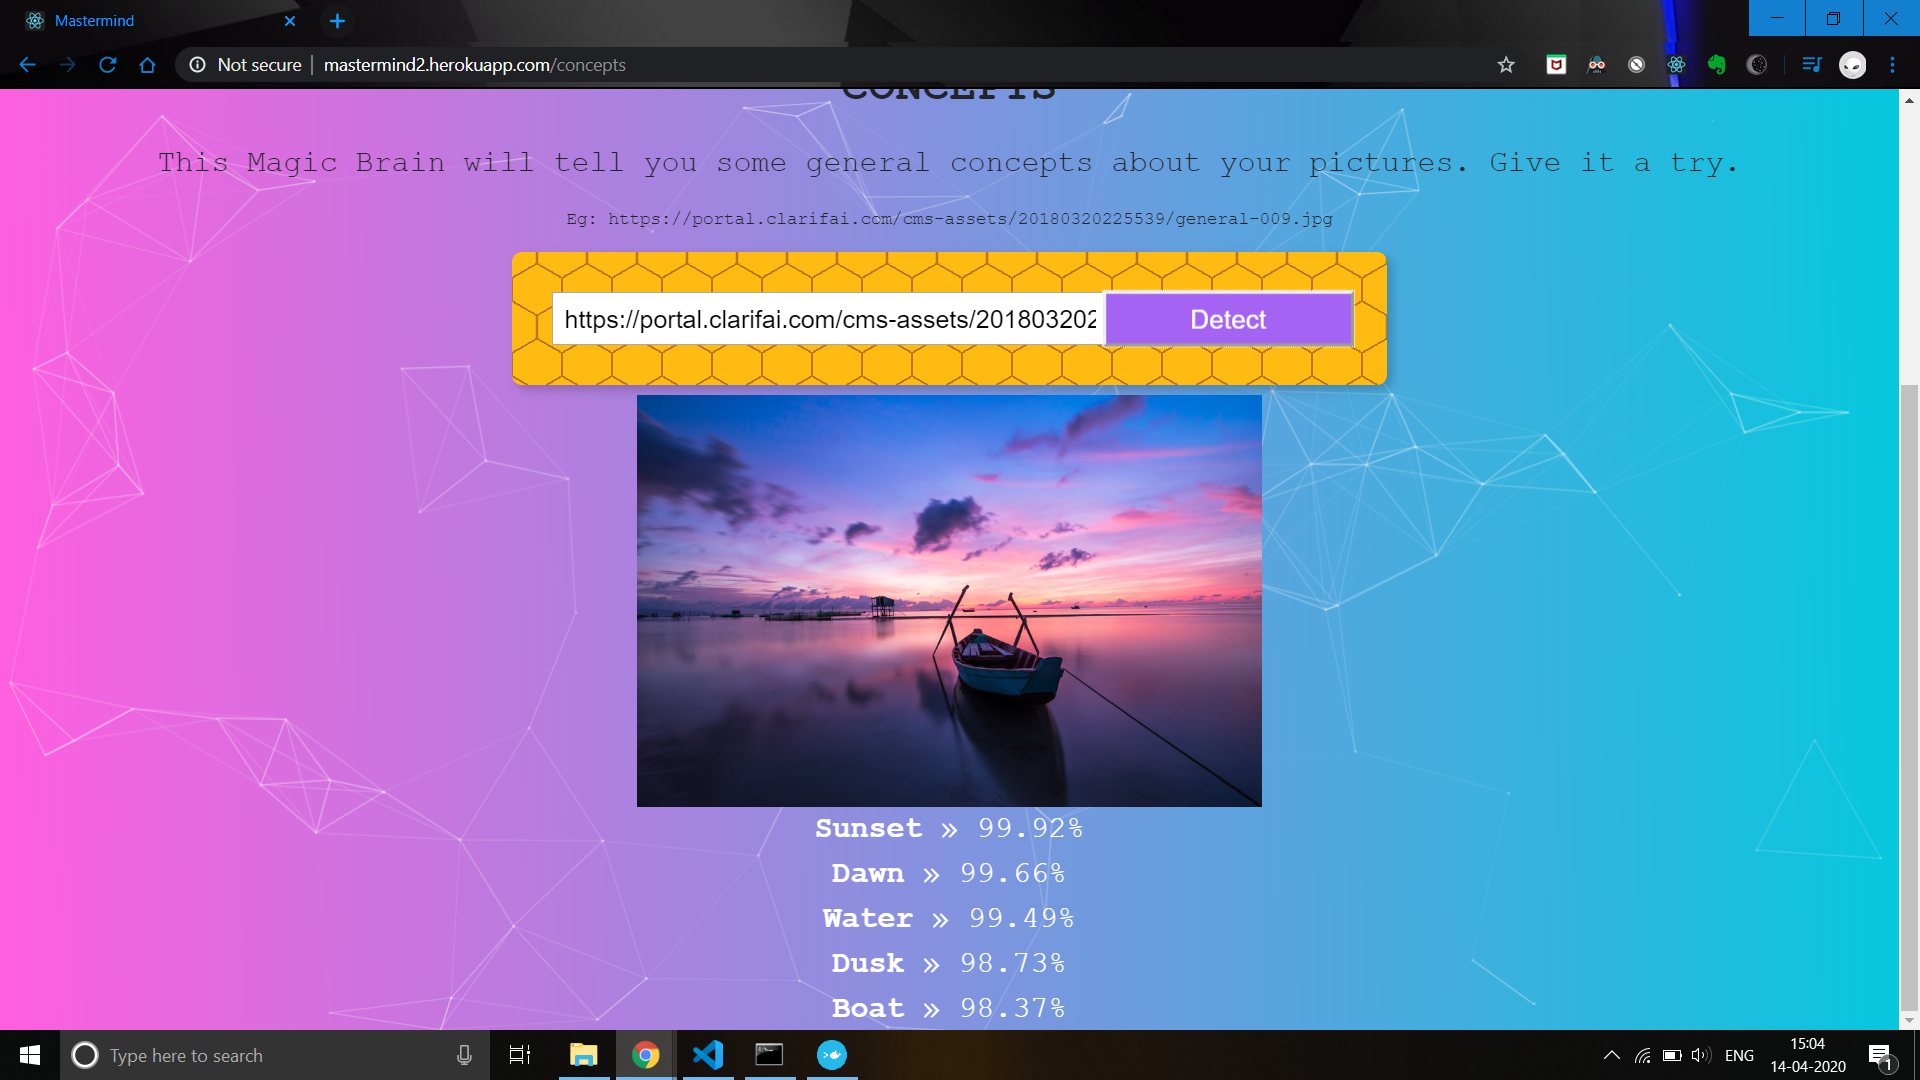 Mastermind
Not secure | mastermind2.herokuapp.com/concepts
CONCEPTS
This Magic Brain will tell you some general concepts about your pictures. Give it a try.
Eg: https://portal.clarifai.com/cms-assets/20180320225539/general-009.jpg
https://portal.clarifai.com/cms-assets/201803202
Detect
Sunset » 99.92%
Dawn » 99.66%
Water » 99.49%
Dusk » 98.73%
Boat » 98.37%
Type here to search
ENG
15:04
14-04-2020
1